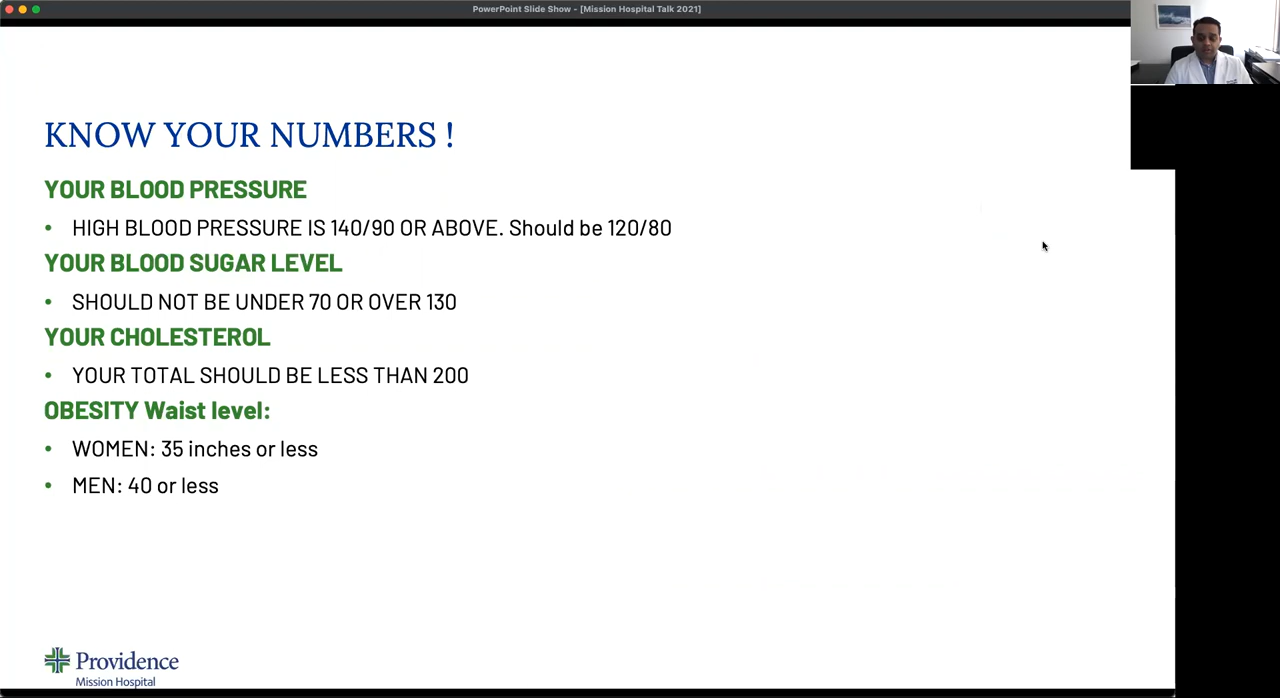 PowerPoint Slide Show - [Mission Hospital Talk 2021]
KNOW YOUR NUMBERS !
YOUR BLOOD PRESSURE
• HIGH BLOOD PRESSURE IS 140/90 OR ABOVE. Should be 120/80
YOUR BLOOD SUGAR LEVEL
• SHOULD NOT BE UNDER 70 OR OVER 130
YOUR CHOLESTEROL
• YOUR TOTAL SHOULD BE LESS THAN 200
OBESITY Waist level:
• WOMEN: 35 inches or less
• MEN: 40 or less
Providence
Mission Hospital